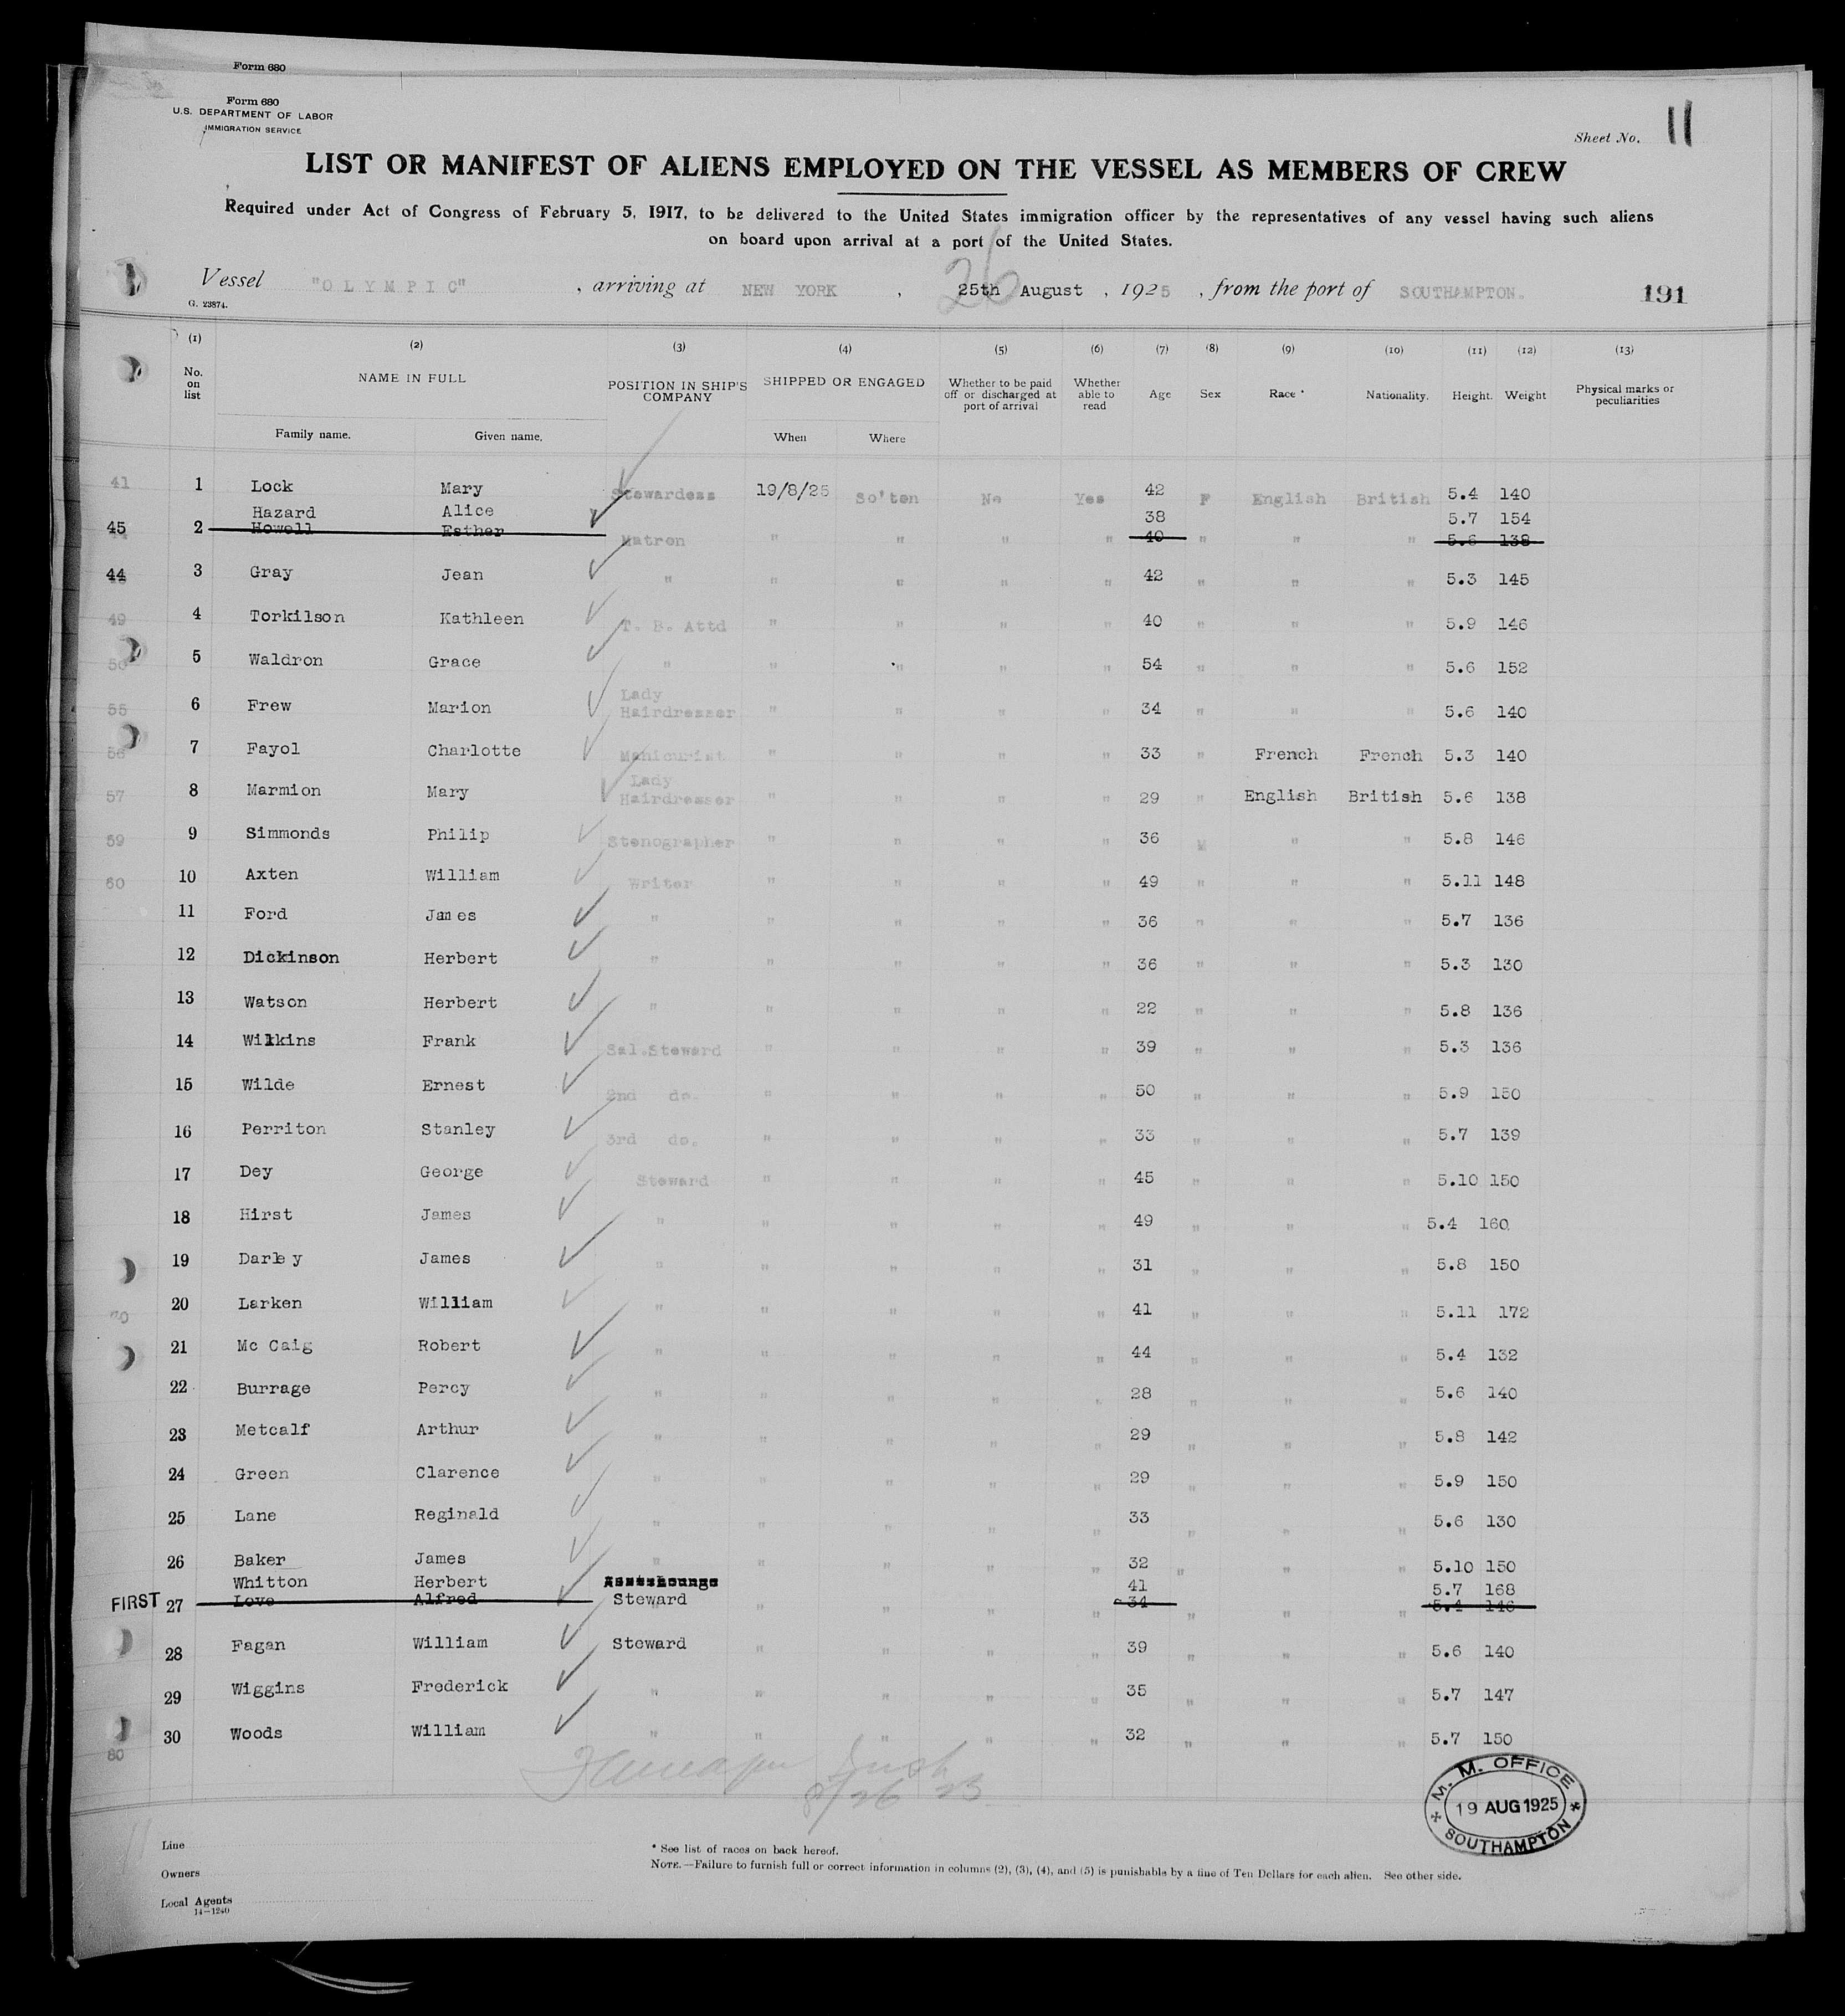 Form 680
Form 680
U.S. DEPARTMENT OF LABOR
IMMIGRATION SERVICE
Sheet No. 11
LIST OR MANIFEST OF ALIENS EMPLOYED ON THE VESSEL AS MEMBERS OF CREW
Required under Act of Congress of February 5, 1917, to be delivered to the United States immigration officer by the representatives of any vessel having such aliens
on board upon arrival at a port of the United States.
26
Vessel "OLYMPIC", arriving at NEW YORK, 25th August, 1925, from the port of SOUTHAMPTON. 191
G. 23874.
(1) (2) (3) (4) (5) (6) (7) (8) (9) (10) (11) (12) (13)
No. on list NAME IN FULL POSITION IN SHIP'S COMPANY SHIPPED OR ENGAGED Whether to be paid off or discharged at port of arrival Whether able to read Age Sex Race * Nationality. Height. Weight Physical marks or peculiarities
Family name. Given name. When Where
41 1 Lock Mary Stewardess 19/8/25 So'ton No Yes 42 F English British 5.4 140
Hazard Alice 38 5.7 154
45 2 Howell Esther Matron " " " " 40 " " " 5.6 138
44 3 Gray Jean " " " " " 42 " " " 5.3 145
49 4 Torkilson Kathleen T. B. Attd " " " " 40 " " " 5.9 146
50 5 Waldron Grace " " " " " 54 " " " 5.6 152
55 6 Frew Marion Lady Hairdresser " " " " 34 " " " 5.6 140
56 7 Fayol Charlotte Manicurist " " " " 33 " French French 5.3 140
57 8 Marmion Mary Lady Hairdresser " " " " 29 " English British 5.6 138
59 9 Simmonds Philip Stenographer " " " " 36 M " " 5.8 146
60 10 Axten William Writer " " " " 49 " " " 5.11 148
11 Ford James " " " " " 36 " " " 5.7 136
12 Dickinson Herbert " " " " " 36 " " " 5.3 130
13 Watson Herbert " " " " " 22 " " " 5.8 136
14 Wilkins Frank Sal.Steward " " " " 39 " " " 5.3 136
15 Wilde Ernest 2nd do. " " " " 50 " " " 5.9 150
16 Perriton Stanley 3rd do. " " " " 33 " " " 5.7 139
17 Dey George Steward " " " " 45 " " " 5.10 150
18 Hirst James " " " " " 49 " " " 5.4 160
19 Darley James " " " " " 31 " " " 5.8 150
20 Larken William " " " " " 41 " " " 5.11 172
21 Mc Caig Robert " " " " " 44 " " " 5.4 132
22 Burrage Percy " " " " " 28 " " " 5.6 140
23 Metcalf Arthur " " " " " 29 " " " 5.8 142
24 Green Clarence " " " " " 29 " " " 5.9 150
25 Lane Reginald " " " " " 33 " " " 5.6 130
26 Baker James " " " " " 32 " " " 5.10 150
Whitton Herbert 41 5.7 168
FIRST 27 Love Alfred Steward " " " " 34 " " " 5.4 146
28 Fagan William Steward " " " " 39 " " " 5.6 140
29 Wiggins Frederick " " " " " 35 " " " 5.7 147
30 Woods William " " " " " 32 " " " 5.7 150
80
8/26
M. M. OFFICE
19 AUG 1925
SOUTHAMPTON
Line
Owners
Local Agents
14-1240
* See list of races on back hereof.
NOTE.—Failure to furnish full or correct information in columns (2), (3), (4), and (5) is punishable by a fine of Ten Dollars for each alien. See other side.